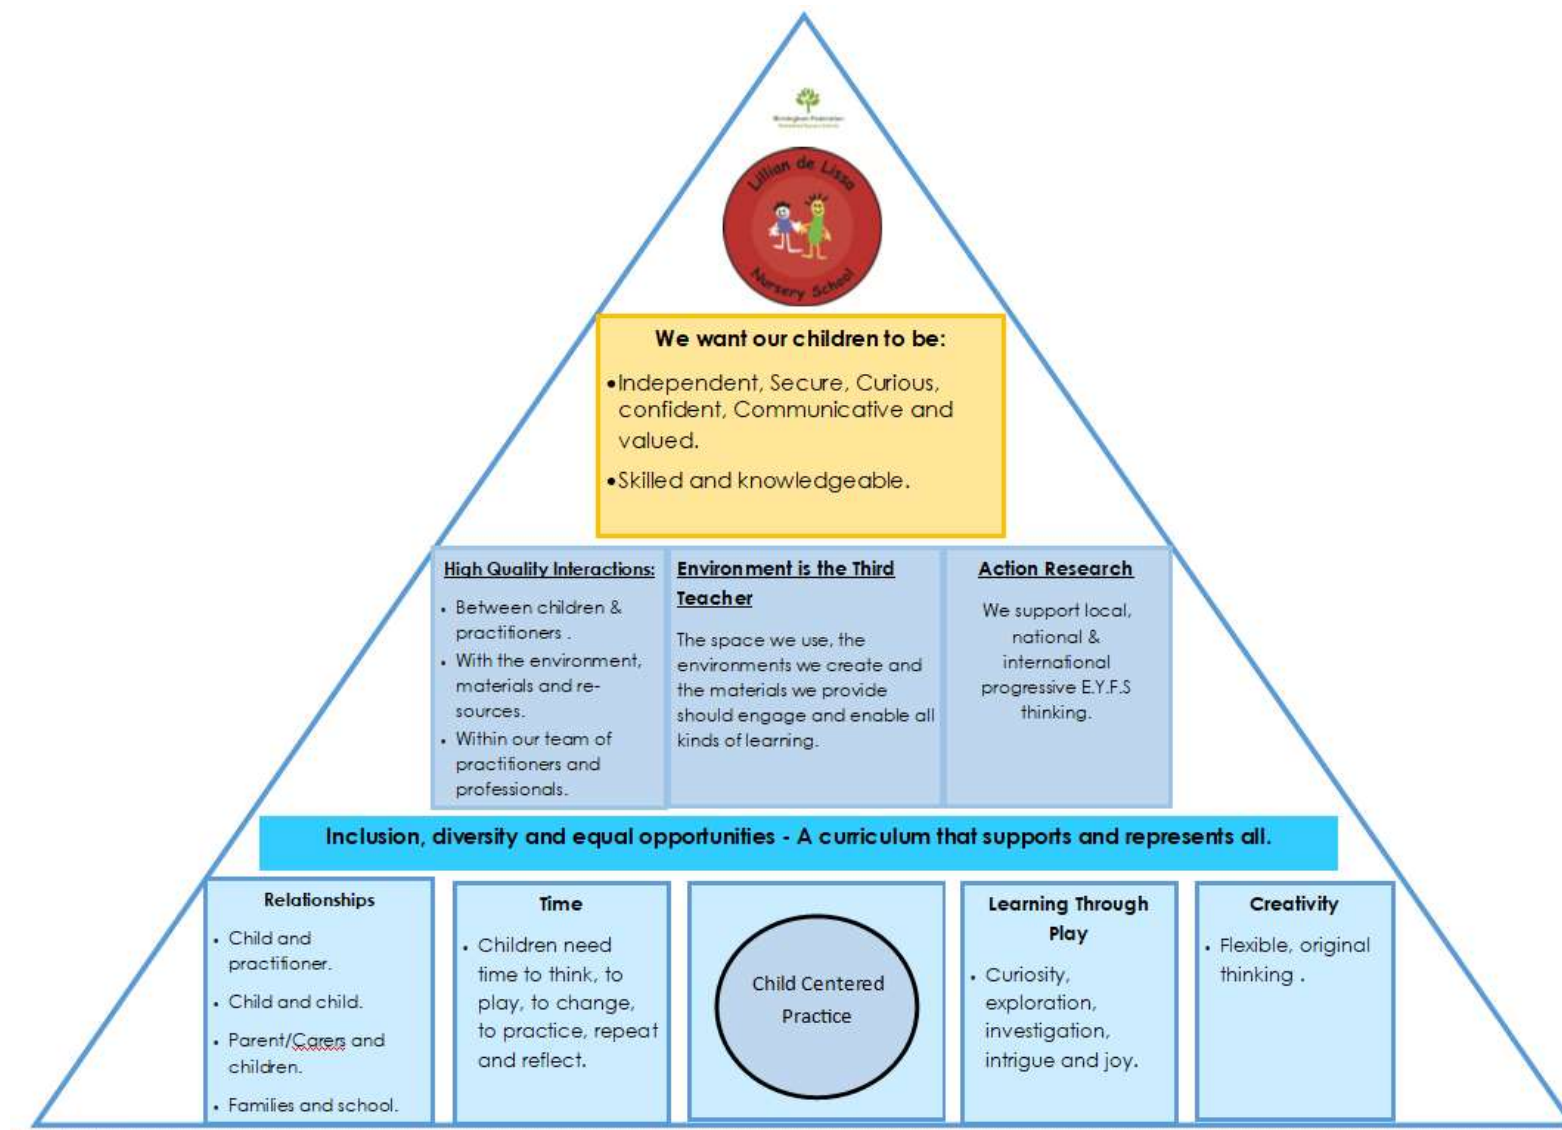 Birmingham Federation
Lillian de Lissa
Nursery School
We want our children to be:
•Independent, Secure, Curious,
confident, Communicative and
valued.
•Skilled and knowledgeable.
High Quality Interactions:
• Between children &
practitioners .
• With the environment,
materials and re-
sources.
• Within our team of
practitioners and
professionals.
Environment is the Third
Teacher
The space we use, the
environments we create and
the materials we provide
should engage and enable all
kinds of learning.
Action Research
We support local,
national &
international
progressive E.Y.F.S
thinking.
Inclusion, diversity and equal opportunities - A curriculum that supports and represents all.
Relationships
• Child and
practitioner.
• Child and child.
• Parent/Carers and
children.
• Families and school.
Time
• Children need
time to think, to
play, to change,
to practice, repeat
and reflect.
Child Centered
Practice
Learning Through
Play
• Curiosity,
exploration,
investigation,
intrigue and joy.
Creativity
• Flexible, original
thinking .